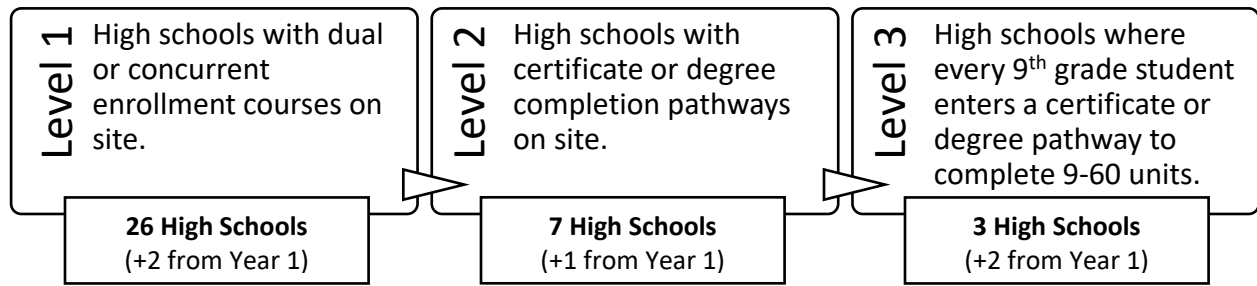 Level 1
High schools with dual
or concurrent
enrollment courses on
site.
26 High Schools
(+2 from Year 1)
Level 2
High schools with
certificate or degree
completion pathways
on site.
7 High Schools
(+1 from Year 1)
Level 3
High schools where
every 9th grade student
enters a certificate or
degree pathway to
complete 9-60 units.
3 High Schools
(+2 from Year 1)